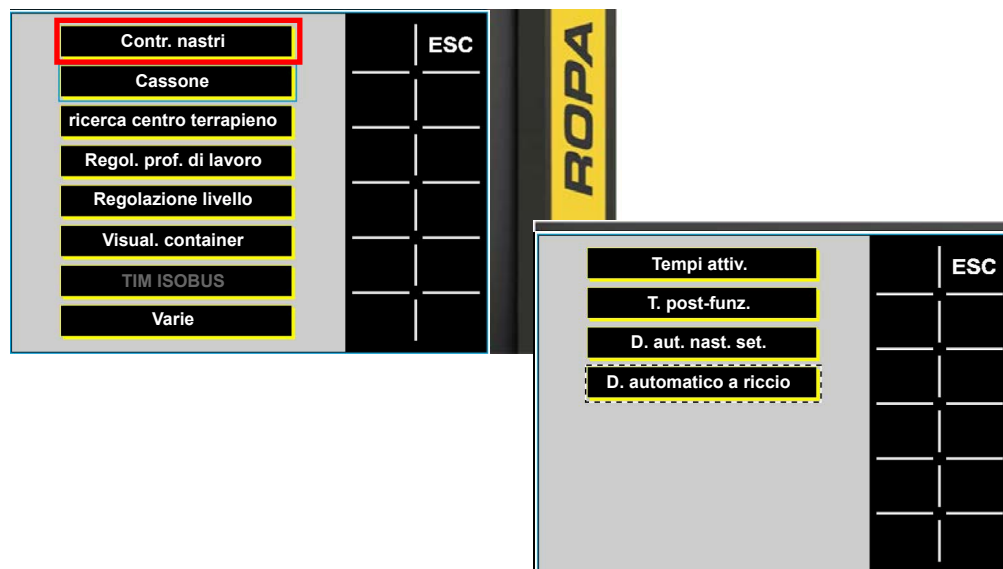 Contr. nastri
ESC
Cassone
ricerca centro terrapieno
Regol. prof. di lavoro
Regolazione livello
Visual. container
TIM ISOBUS
Varie
ROPA
Tempi attiv.
ESC
T. post-funz.
D. aut. nast. set.
D. automatico a riccio